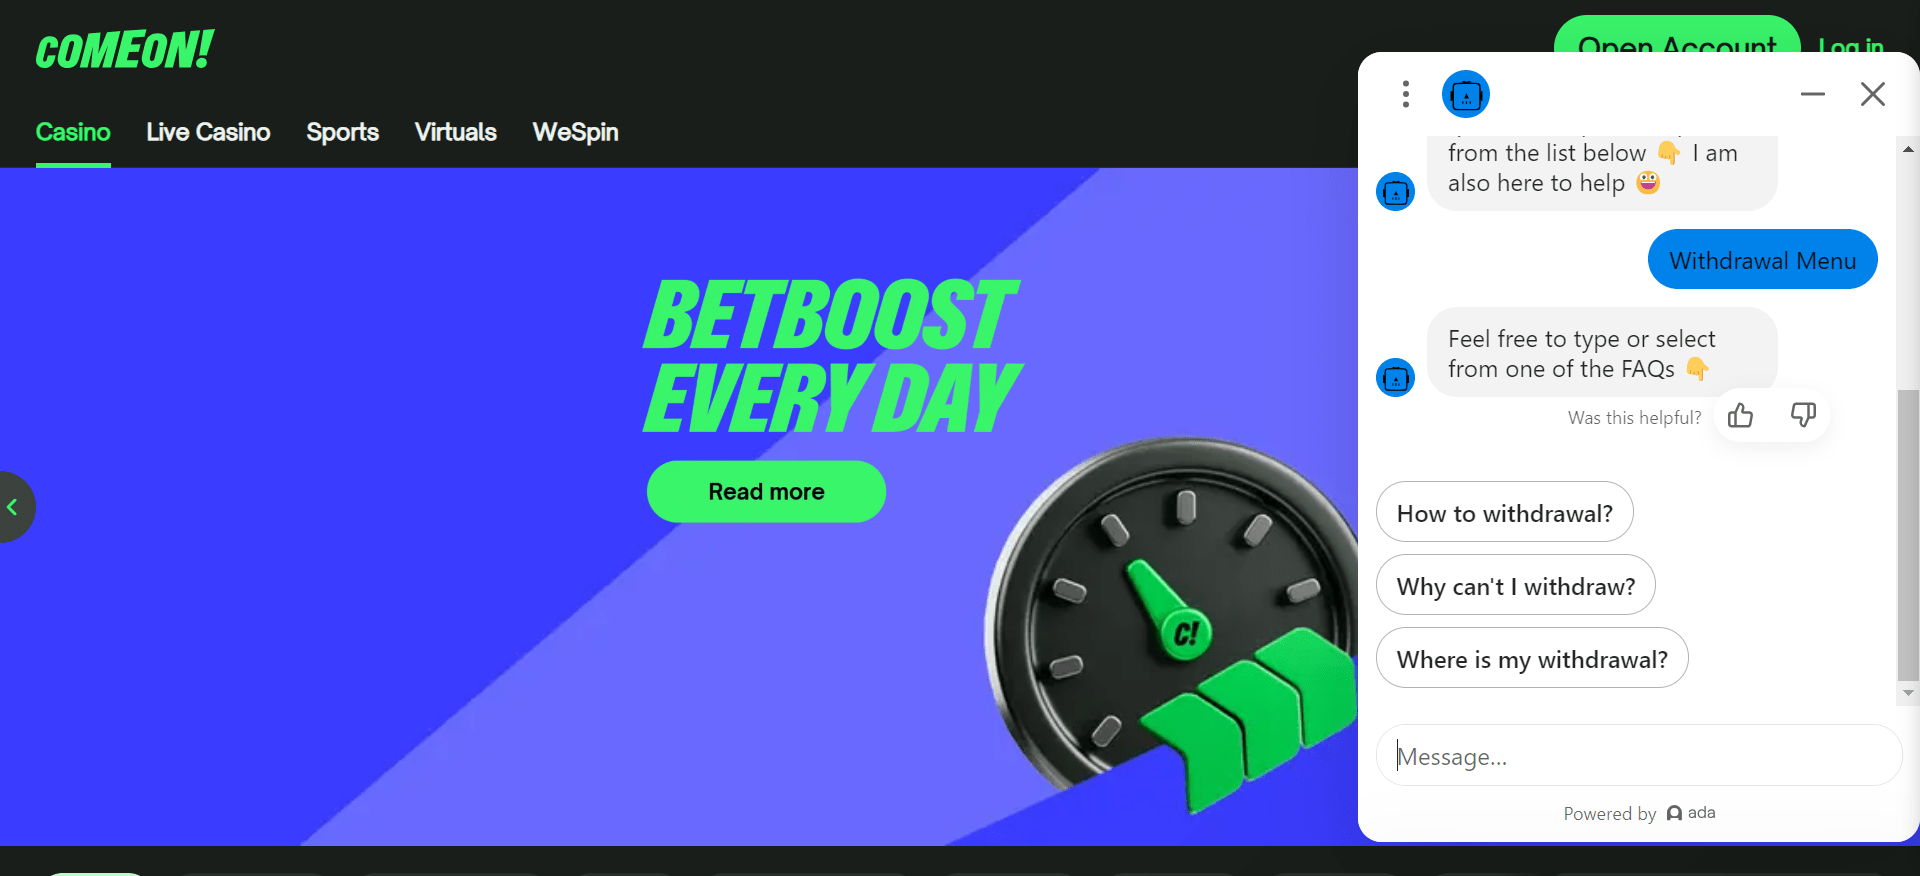 COMEON!
Open Account
Log in
Casino
Live Casino
Sports
Virtuals
WeSpin
BETBOOST
EVERY DAY
Read more
C!
from the list below 👇 I am
also here to help 😃
Withdrawal Menu
Feel free to type or select
from one of the FAQs 👇
Was this helpful?
How to withdrawal?
Why can't I withdraw?
Where is my withdrawal?
Message...
Powered by ada